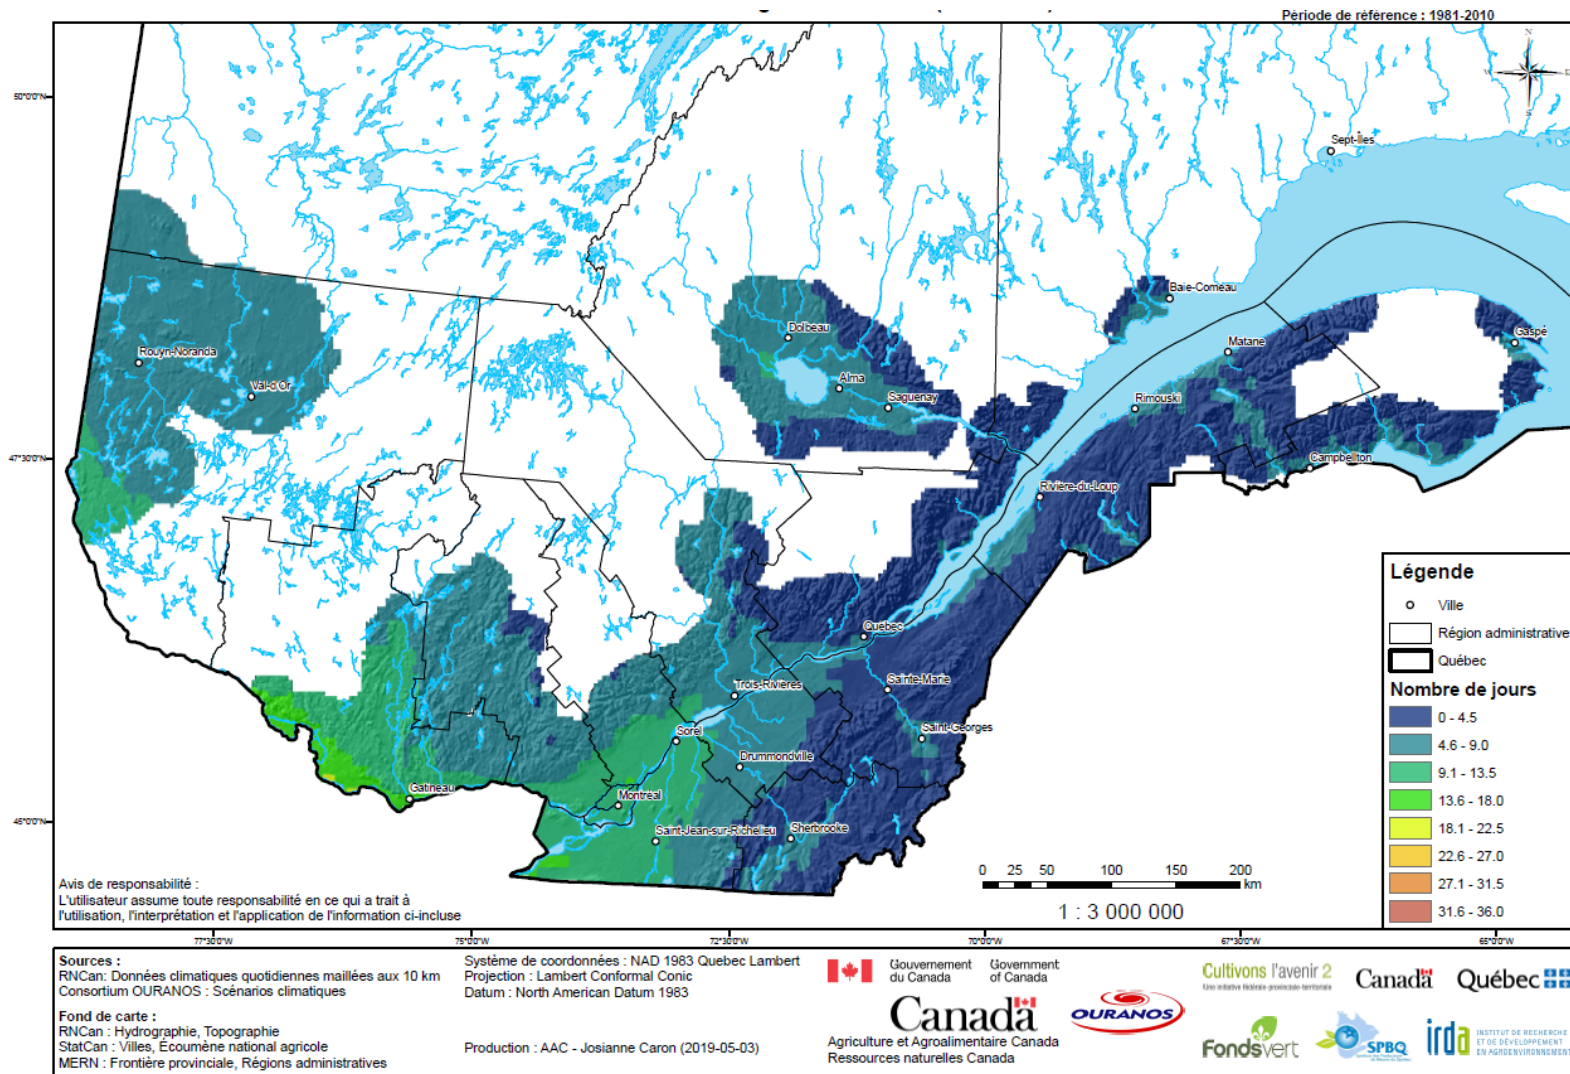 Période de référence : 1981-2010
N
W
S
50°0'0"N
47°30'0"N
45°0'0"N
Sept-Îles
Baie-Comeau
Gaspé
Matane
Dolbeau
Rouyn-Noranda
Val-d'Or
Alma
Saguenay
Rimouski
Campbellton
Rivière-du-Loup
Québec
Sainte-Marie
Trois-Rivières
Saint-Georges
Sorel
Drummondville
Gatineau
Montréal
Saint-Jean-sur-Richelieu
Sherbrooke
Légende
Ville
Région administrative
Québec
Nombre de jours
0 - 4.5
4.6 - 9.0
9.1 - 13.5
13.6 - 18.0
18.1 - 22.5
22.6 - 27.0
27.1 - 31.5
31.6 - 36.0
0 25 50 100 150 200
km
1 : 3 000 000
Avis de responsabilité :
L'utilisateur assume toute responsabilité en ce qui a trait à
l'utilisation, l'interprétation et l'application de l'information ci-incluse
77°30'0"W 75°0'0"W 72°30'0"W 70°0'0"W 67°30'0"W 65°0'0"W
Sources :
RNCan: Données climatiques quotidiennes maillées aux 10 km
Consortium OURANOS : Scénarios climatiques
Fond de carte :
RNCan : Hydrographie, Topographie
StatCan : Villes, Écoumène national agricole
MERN : Frontière provinciale, Régions administratives
Système de coordonnées : NAD 1983 Quebec Lambert
Projection : Lambert Conformal Conic
Datum : North American Datum 1983
Production : AAC - Josianne Caron (2019-05-03)
Gouvernement du Canada
Government of Canada
Canada
Agriculture et Agroalimentaire Canada
Ressources naturelles Canada
OURANOS
Cultivons l'avenir 2
Une initiative fédérale-provinciale-territoriale
Canada
Québec
Fondsvert
SPBQ
irda
INSTITUT DE RECHERCHE
ET DE DÉVELOPPEMENT
EN AGROENVIRONNEMENT